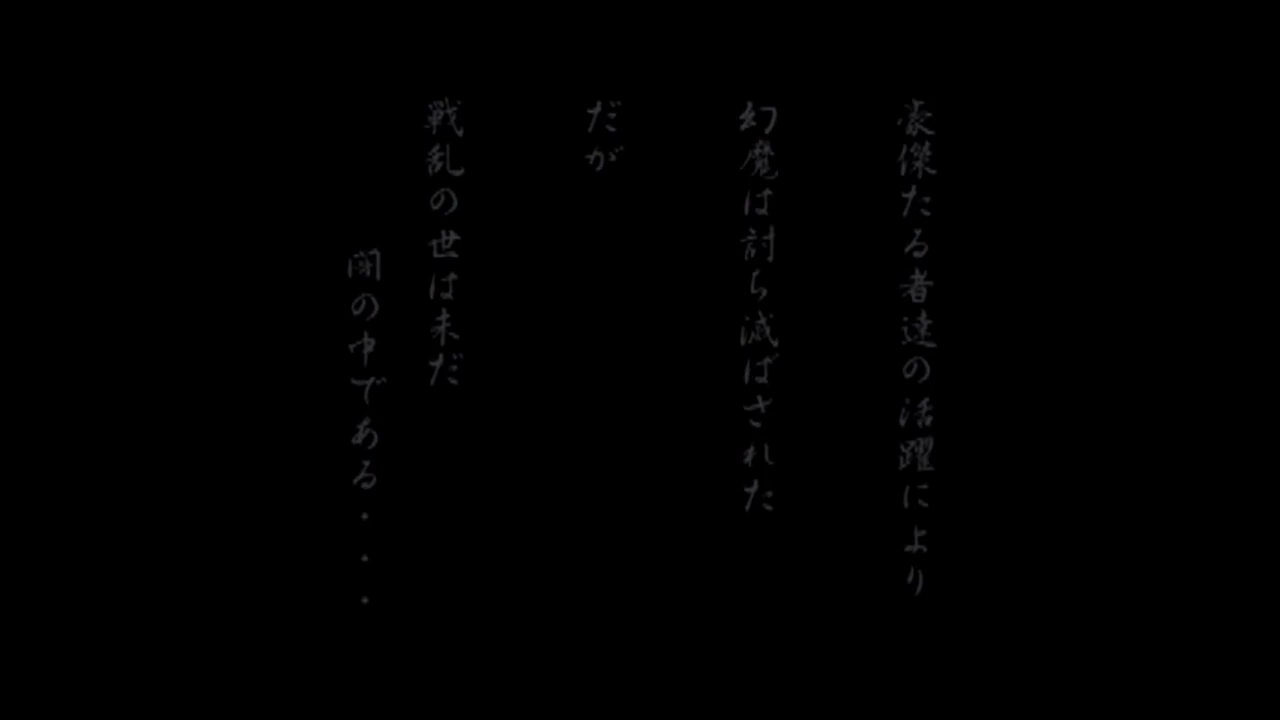 豪傑たる者達の活躍により
幻魔は討ち滅ぼされた
だが
戦乱の世は未だ
闇の中である・・・